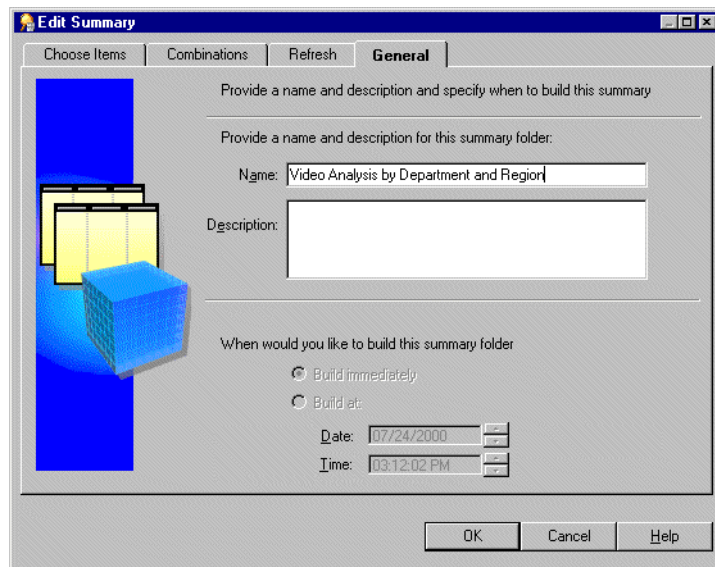 Edit Summary
Choose Items Combinations Refresh General
Provide a name and description and specify when to build this summary
Provide a name and description for this summary folder:
Name: Video Analysis by Department and Region
Description:
When would you like to build this summary folder
Build immediately
Build at:
Date: 07/24/2000
Time: 03:12:02 PM
OK Cancel Help